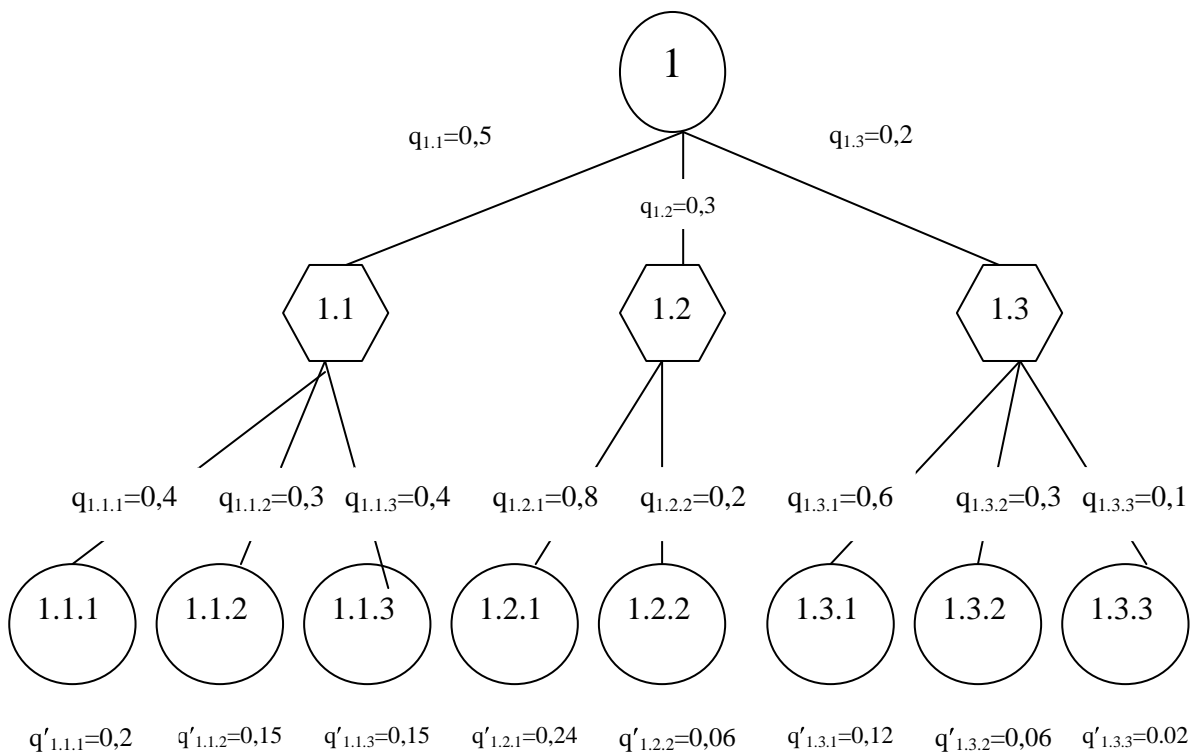 1
q1.1=0,5
q1.3=0,2
q1.2=0,3
1.1
1.2
1.3
q1.1.1=0,4
q1.1.2=0,3
q1.1.3=0,4
q1.2.1=0,8
q1.2.2=0,2
q1.3.1=0,6
q1.3.2=0,3
q1.3.3=0,1
1.1.1
1.1.2
1.1.3
1.2.1
1.2.2
1.3.1
1.3.2
1.3.3
q′1.1.1=0,2
q′1.1.2=0,15
q′1.1.3=0,15
q′1.2.1=0,24
q′1.2.2=0,06
q′1.3.1=0,12
q′1.3.2=0,06
q′1.3.3=0.02